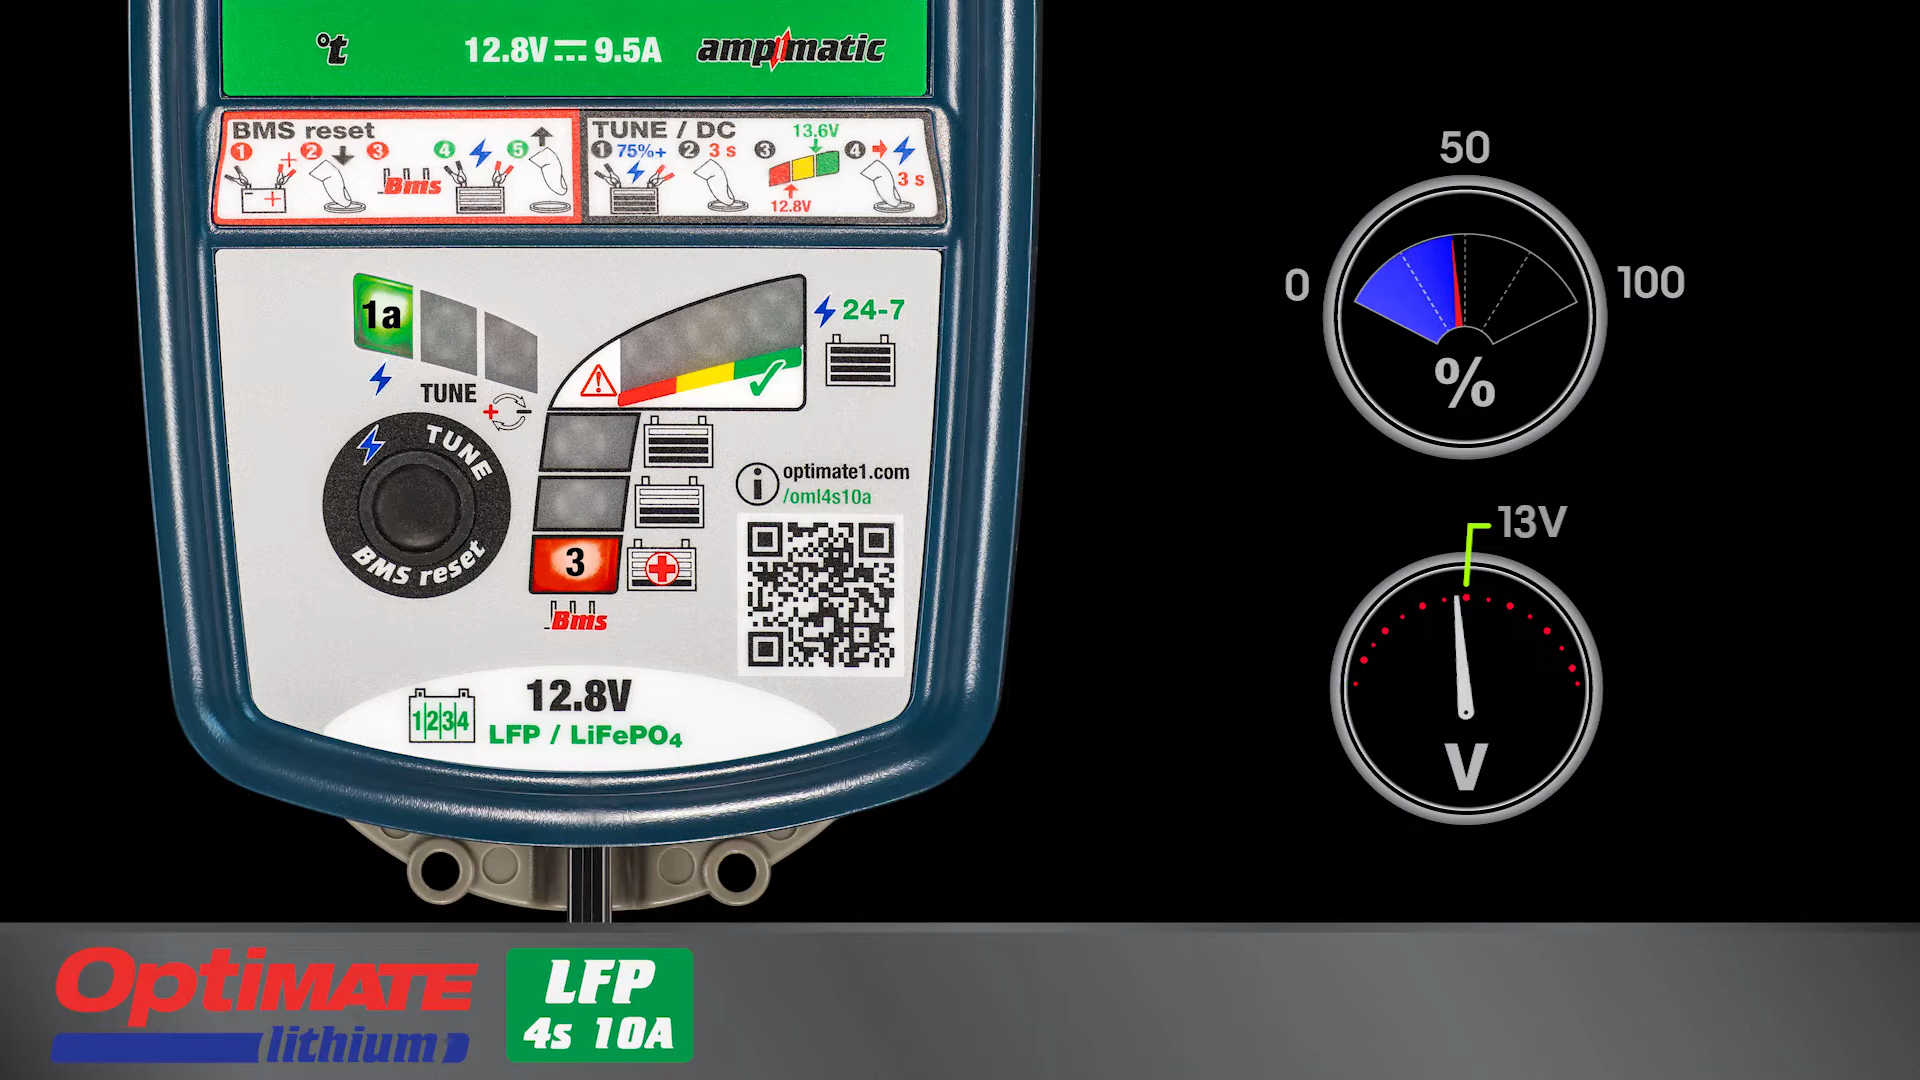 °t 12.8V 9.5A ampmatic
BMS reset
1 2 3 4 5
Bms
TUNE / DC
1 75%+ 2 3 s 3 13.6V 4
12.8V
3 s
1a
TUNE
24-7
TUNE
BMS reset
i optimate1.com
/oml4s10a
3
Bms
1234
12.8V
LFP / LiFePO4
50
0
100
%
13V
V
OptiMATE
lithium
LFP
4s 10A